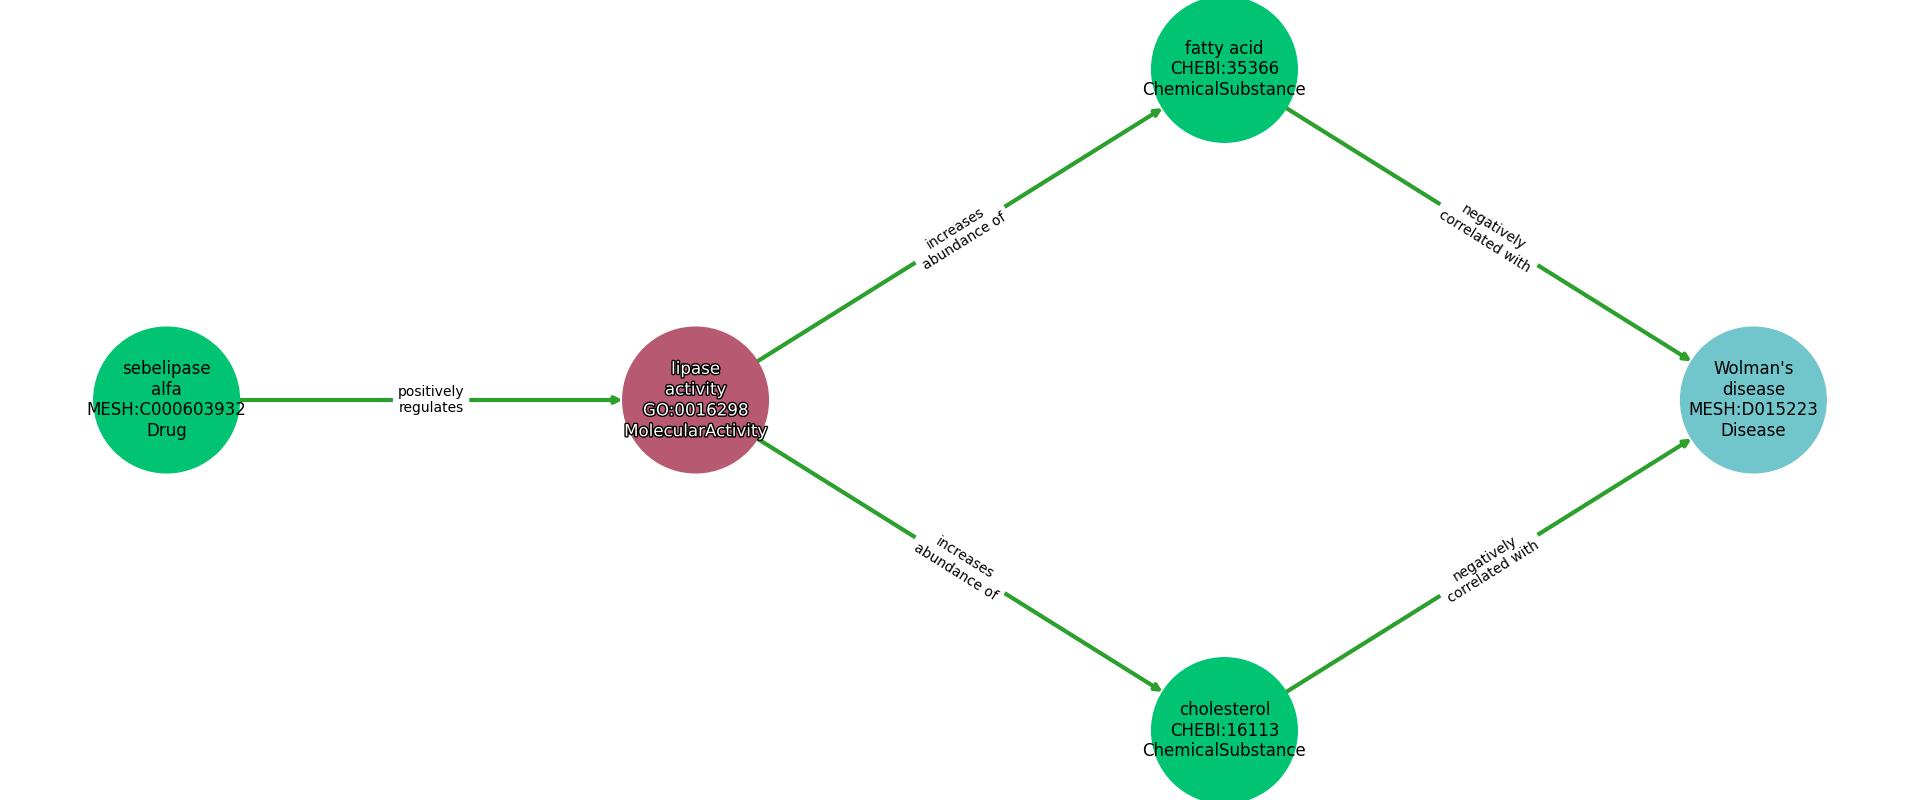 fatty acid
CHEBI:35366
ChemicalSubstance
increases
abundance of
negatively
correlated with
sebelipase
alfa
MESH:C000603932
Drug
positively
regulates
lipase
activity
GO:0016298
MolecularActivity
Wolman's
disease
MESH:D015223
Disease
increases
abundance of
negatively
correlated with
cholesterol
CHEBI:16113
ChemicalSubstance